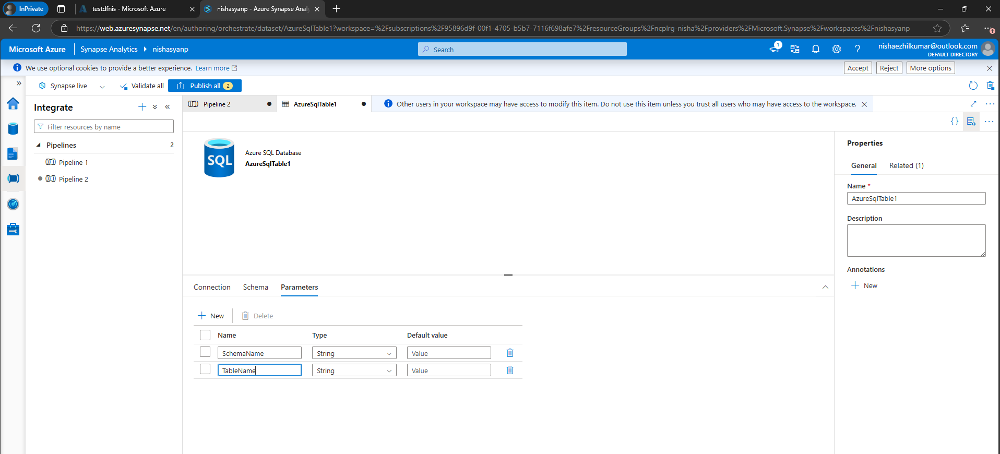 InPrivate
testdfnis - Microsoft Azure
nishasyanp - Azure Synapse Analy
https://web.azuresynapse.net/en/authoring/orchestrate/dataset/AzureSqlTable1?workspace=%2Fsubscriptions%2F95896d9f-00f1-4705-b5b7-7116f698afe7%2FresourceGroups%2Fncplrg-nisha%2Fproviders%2FMicrosoft.Synapse%2Fworkspaces%2Fnishasyanp
Microsoft Azure
Synapse Analytics
nishasyanp
Search
1
?
nishaezhilkumar@outlook.com
DEFAULT DIRECTORY
We use optional cookies to provide a better experience. Learn more
Accept
Reject
More options
Synapse live
Validate all
Publish all 2
Integrate
Filter resources by name
Pipelines 2
Pipeline 1
Pipeline 2
Pipeline 2
AzureSqlTable1
Other users in your workspace may have access to modify this item. Do not use this item unless you trust all users who may have access to the workspace.
{}
SQL
Azure SQL Database
AzureSqlTable1
Connection
Schema
Parameters
New
Delete
Name Type Default value
SchemaName String Value
TableName String Value
Properties
General
Related (1)
Name *
AzureSqlTable1
Description
Annotations
New